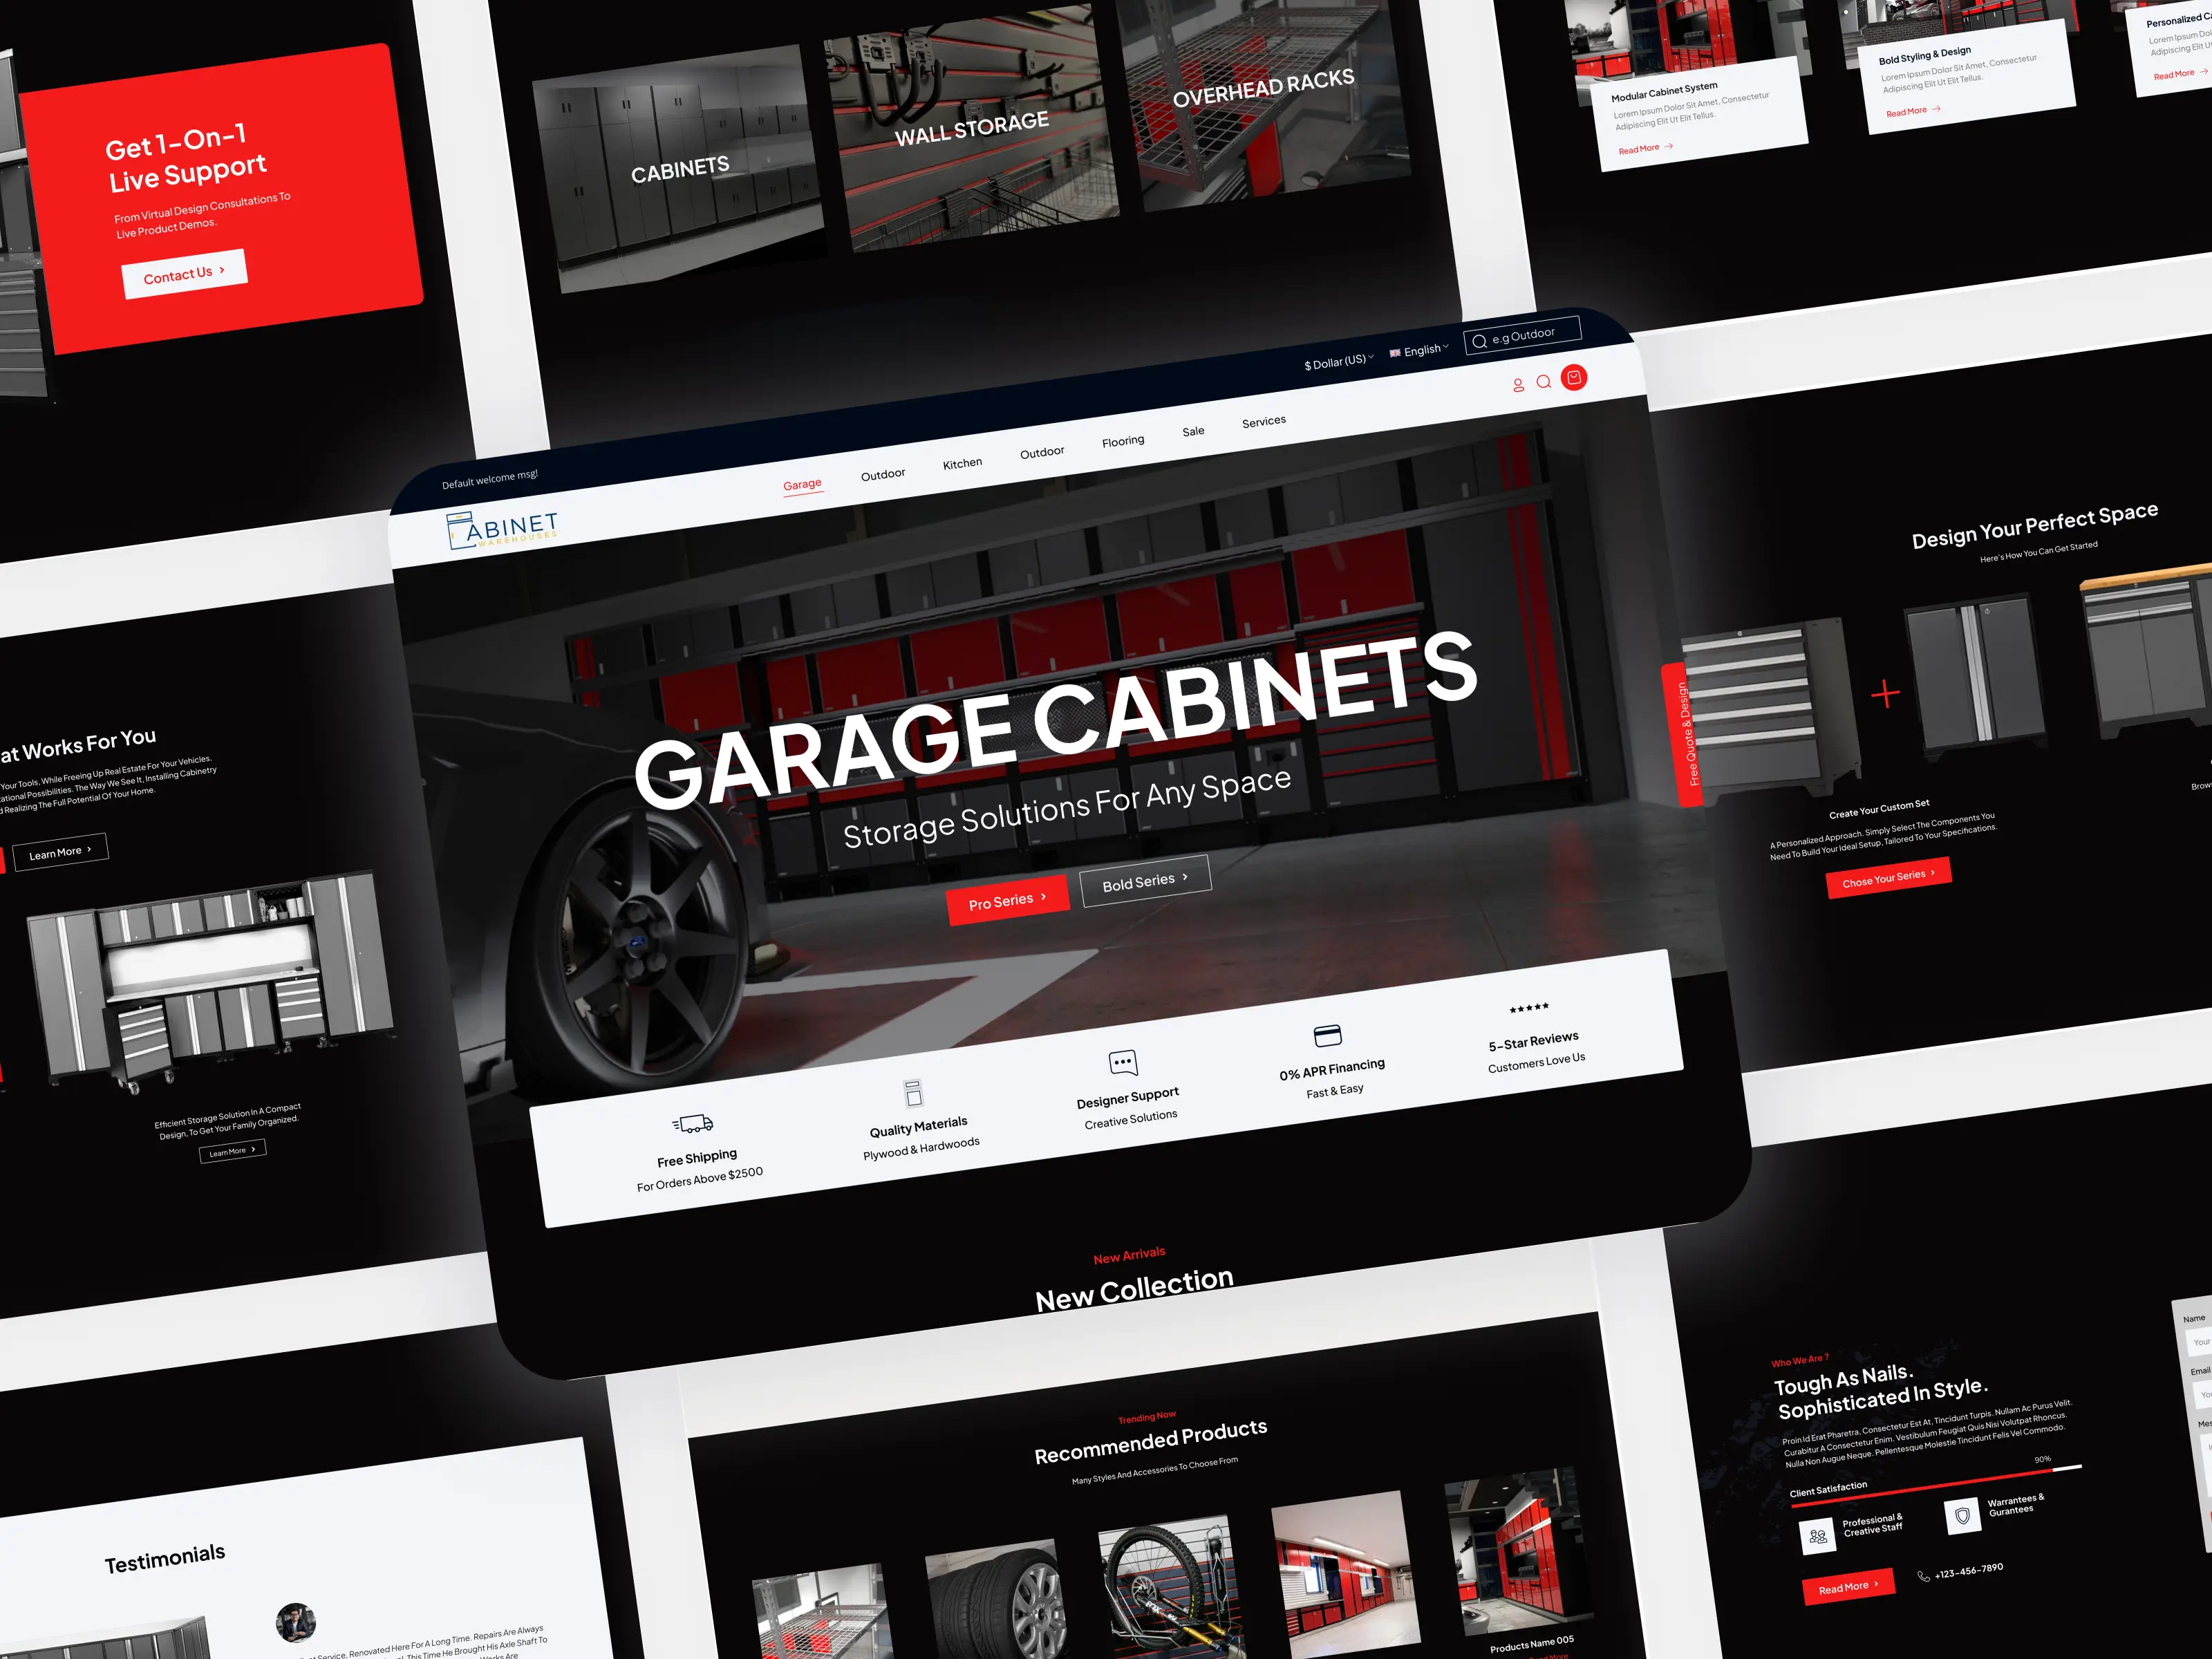 Get 1-On-1
Live Support
From Virtual Design Consultations To
Live Product Demos.
Contact Us
CABINETS
WALL STORAGE
OVERHEAD RACKS
Modular Cabinet System
Lorem Ipsum Dolor Sit Amet, Consectetur
Adipiscing Elit Ut Elit Tellus.
Read More
Bold Styling & Design
Lorem Ipsum Dolor Sit Amet, Consectetur
Adipiscing Elit Ut Elit Tellus.
Read More
Personalized
Lorem Ipsum
Adipiscing Elit
Read More
Default welcome msg!
$ Dollar (US)
English
e.g Outdoor
CABINET
WAREHOUSES
Garage
Outdoor
Kitchen
Outdoor
Flooring
Sale
Services
GARAGE CABINETS
Storage Solutions For Any Space
Pro Series
Bold Series
Free Quote & Design
Free Shipping
For Orders Above $2500
Quality Materials
Plywood & Hardwoods
Designer Support
Creative Solutions
0% APR Financing
Fast & Easy
5-Star Reviews
Customers Love Us
New Arrivals
New Collection
at Works For You
Your Tools, While Freeing Up Real Estate For Your Vehicles.
ational Possibilities. The Way We See It, Installing Cabinetry
d Realizing The Full Potential Of Your Home.
Learn More
Efficient Storage Solution In A Compact
Design, To Get Your Family Organized.
Learn More
Design Your Perfect Space
Here's How You Can Get Started
Create Your Custom Set
A Personalized Approach. Simply Select The Components You
Need To Build Your Ideal Setup, Tailored To Your Specifications.
Chose Your Series
Testimonials
Service, Renovated Here For A Long Time. Repairs Are Always
This Time He Brought His Axle Shaft To
Works Are
Trending Now
Recommended Products
Many Styles And Accessories To Choose From
Products Name 005
Read More
Who We Are ?
Tough As Nails.
Sophisticated In Style.
Proin Id Erat Pharetra, Consectetur Est At, Tincidunt Turpis. Nullam Ac Purus Velit.
Curabitur A Consectetur Enim. Vestibulum Feugiat Quis Nisi Volutpat Rhoncus.
Nulla Non Augue Neque. Pellentesque Molestie Tincidunt Felis Vel Commodo.
Client Satisfaction
90%
Professional &
Creative Staff
Warrantees &
Gurantees
Read More
+123-456-7890
Name
Your
Email